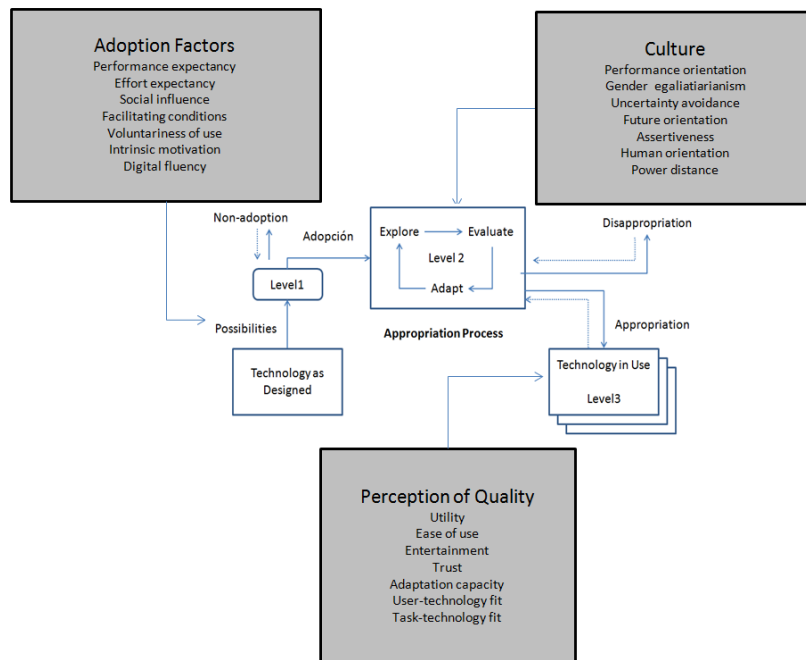 Adoption Factors
Performance expectancy
Effort expectancy
Social influence
Facilitating conditions
Voluntariness of use
Intrinsic motivation
Digital fluency
Culture
Performance orientation
Gender egaliatiarianism
Uncertainty avoidance
Future orientation
Assertiveness
Human orientation
Power distance
Non-adoption
Adopción
Level1
Possibilities
Technology as
Designed
Explore
Evaluate
Level 2
Adapt
Appropriation Process
Disappropriation
Appropriation
Technology in Use
Level3
Perception of Quality
Utility
Ease of use
Entertainment
Trust
Adaptation capacity
User-technology fit
Task-technology fit